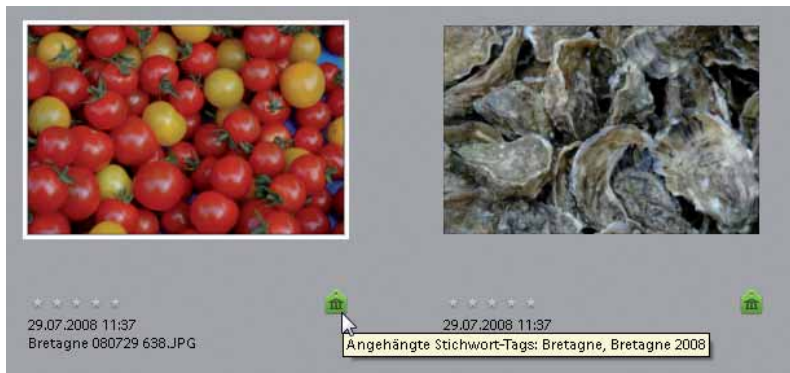 29.07.2008 11:37
Bretagne 080729 638.JPG
29.07.2008 11:37
Angehängte Stichwort-Tags: Bretagne, Bretagne 2008